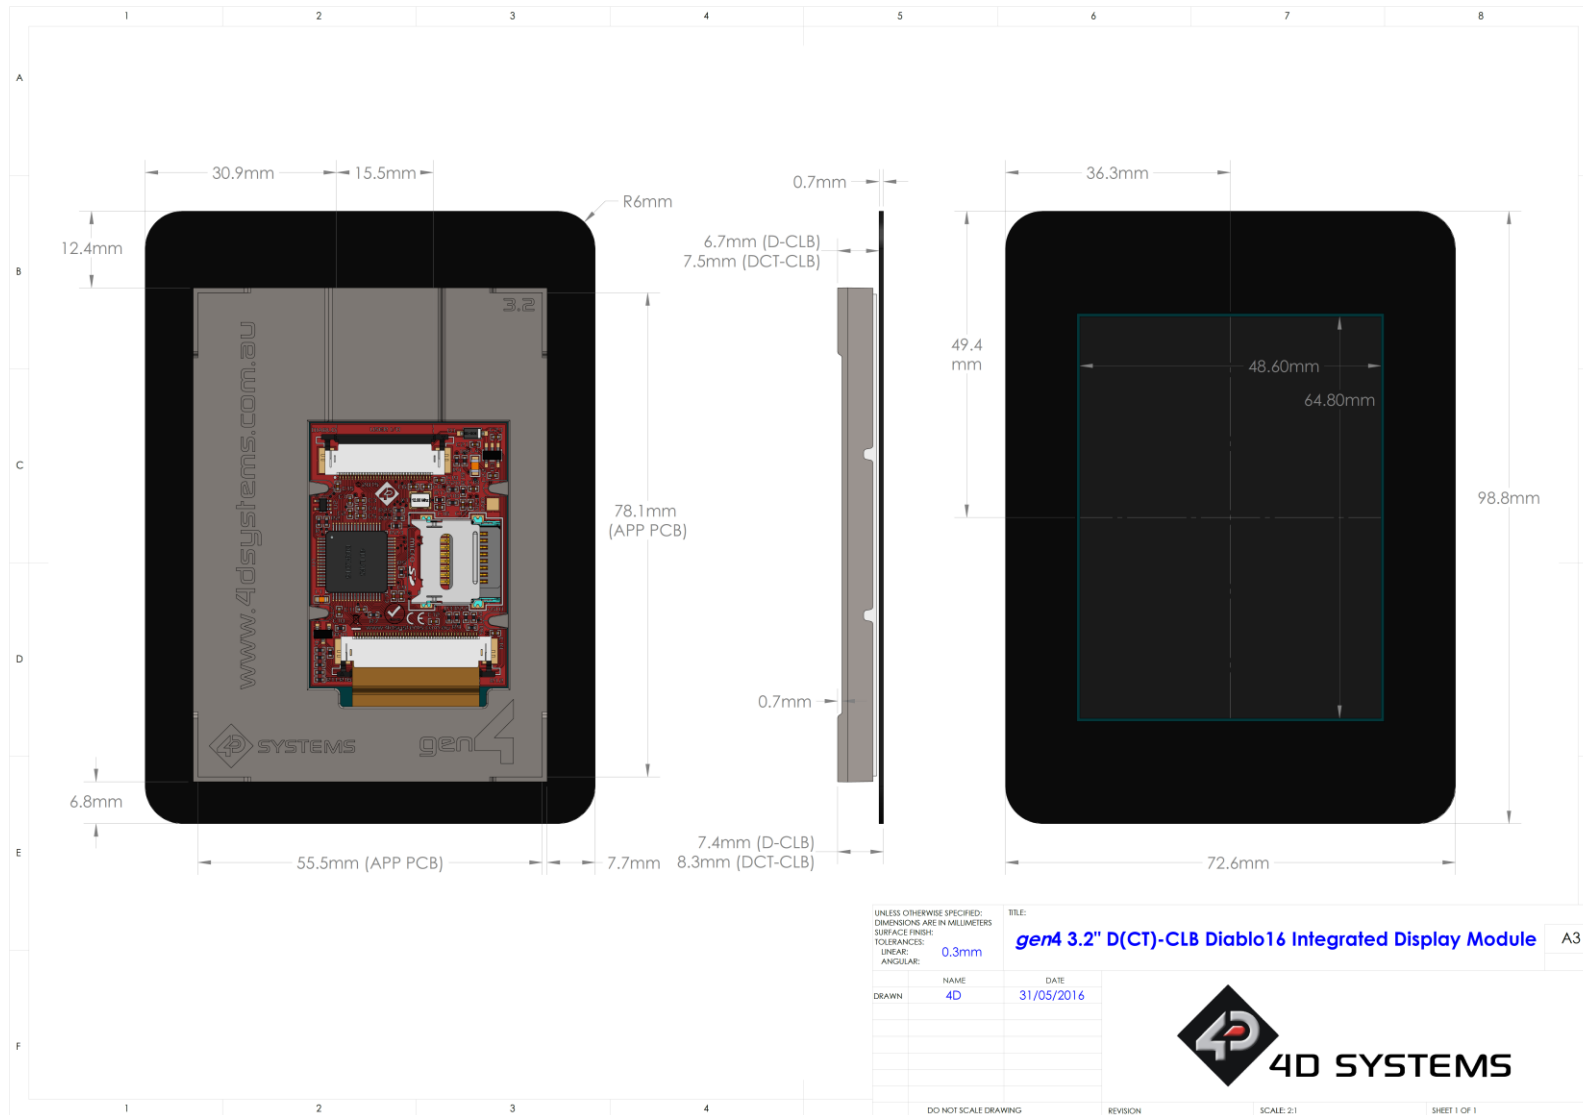 1 2 3 4 5 6 7 8
A
B
C
D
E
F
30.9mm
15.5mm
R6mm
12.4mm
3.2
www.4dsystems.com.au
78.1mm
(APP PCB)
4D SYSTEMS
gen4
6.8mm
55.5mm (APP PCB)
7.7mm
0.7mm
6.7mm (D-CLB)
7.5mm (DCT-CLB)
0.7mm
7.4mm (D-CLB)
8.3mm (DCT-CLB)
36.3mm
49.4
mm
48.60mm
64.80mm
98.8mm
72.6mm
UNLESS OTHERWISE SPECIFIED:
DIMENSIONS ARE IN MILLIMETERS
SURFACE FINISH:
TOLERANCES:
LINEAR: 0.3mm
ANGULAR:
TITLE:
gen4 3.2" D(CT)-CLB Diablo16 Integrated Display Module
A3
NAME DATE
DRAWN 4D 31/05/2016
4D SYSTEMS
DO NOT SCALE DRAWING
REVISION
SCALE: 2:1
SHEET 1 OF 1
1 2 3 4